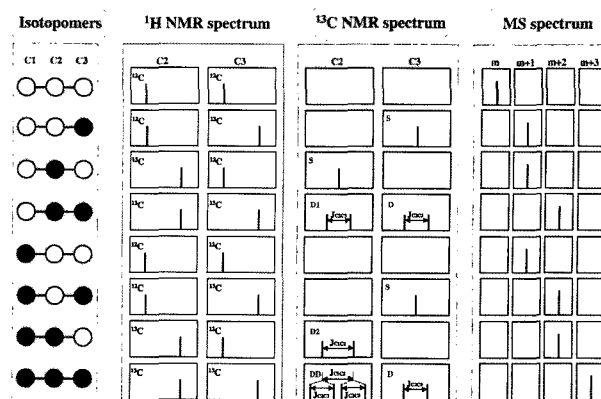 Isotopomers ¹H NMR spectrum ¹³C NMR spectrum MS spectrum
C1 C2 C3 C2 C3 C2 C3 m m+1 m+2 m+3
¹²C ¹²C
¹²C ¹³C S
¹³C ¹²C S
¹³C ¹³C D1 D
¹²C ¹²C
¹²C ¹³C S
¹³C ¹²C D2
¹³C ¹³C DD D